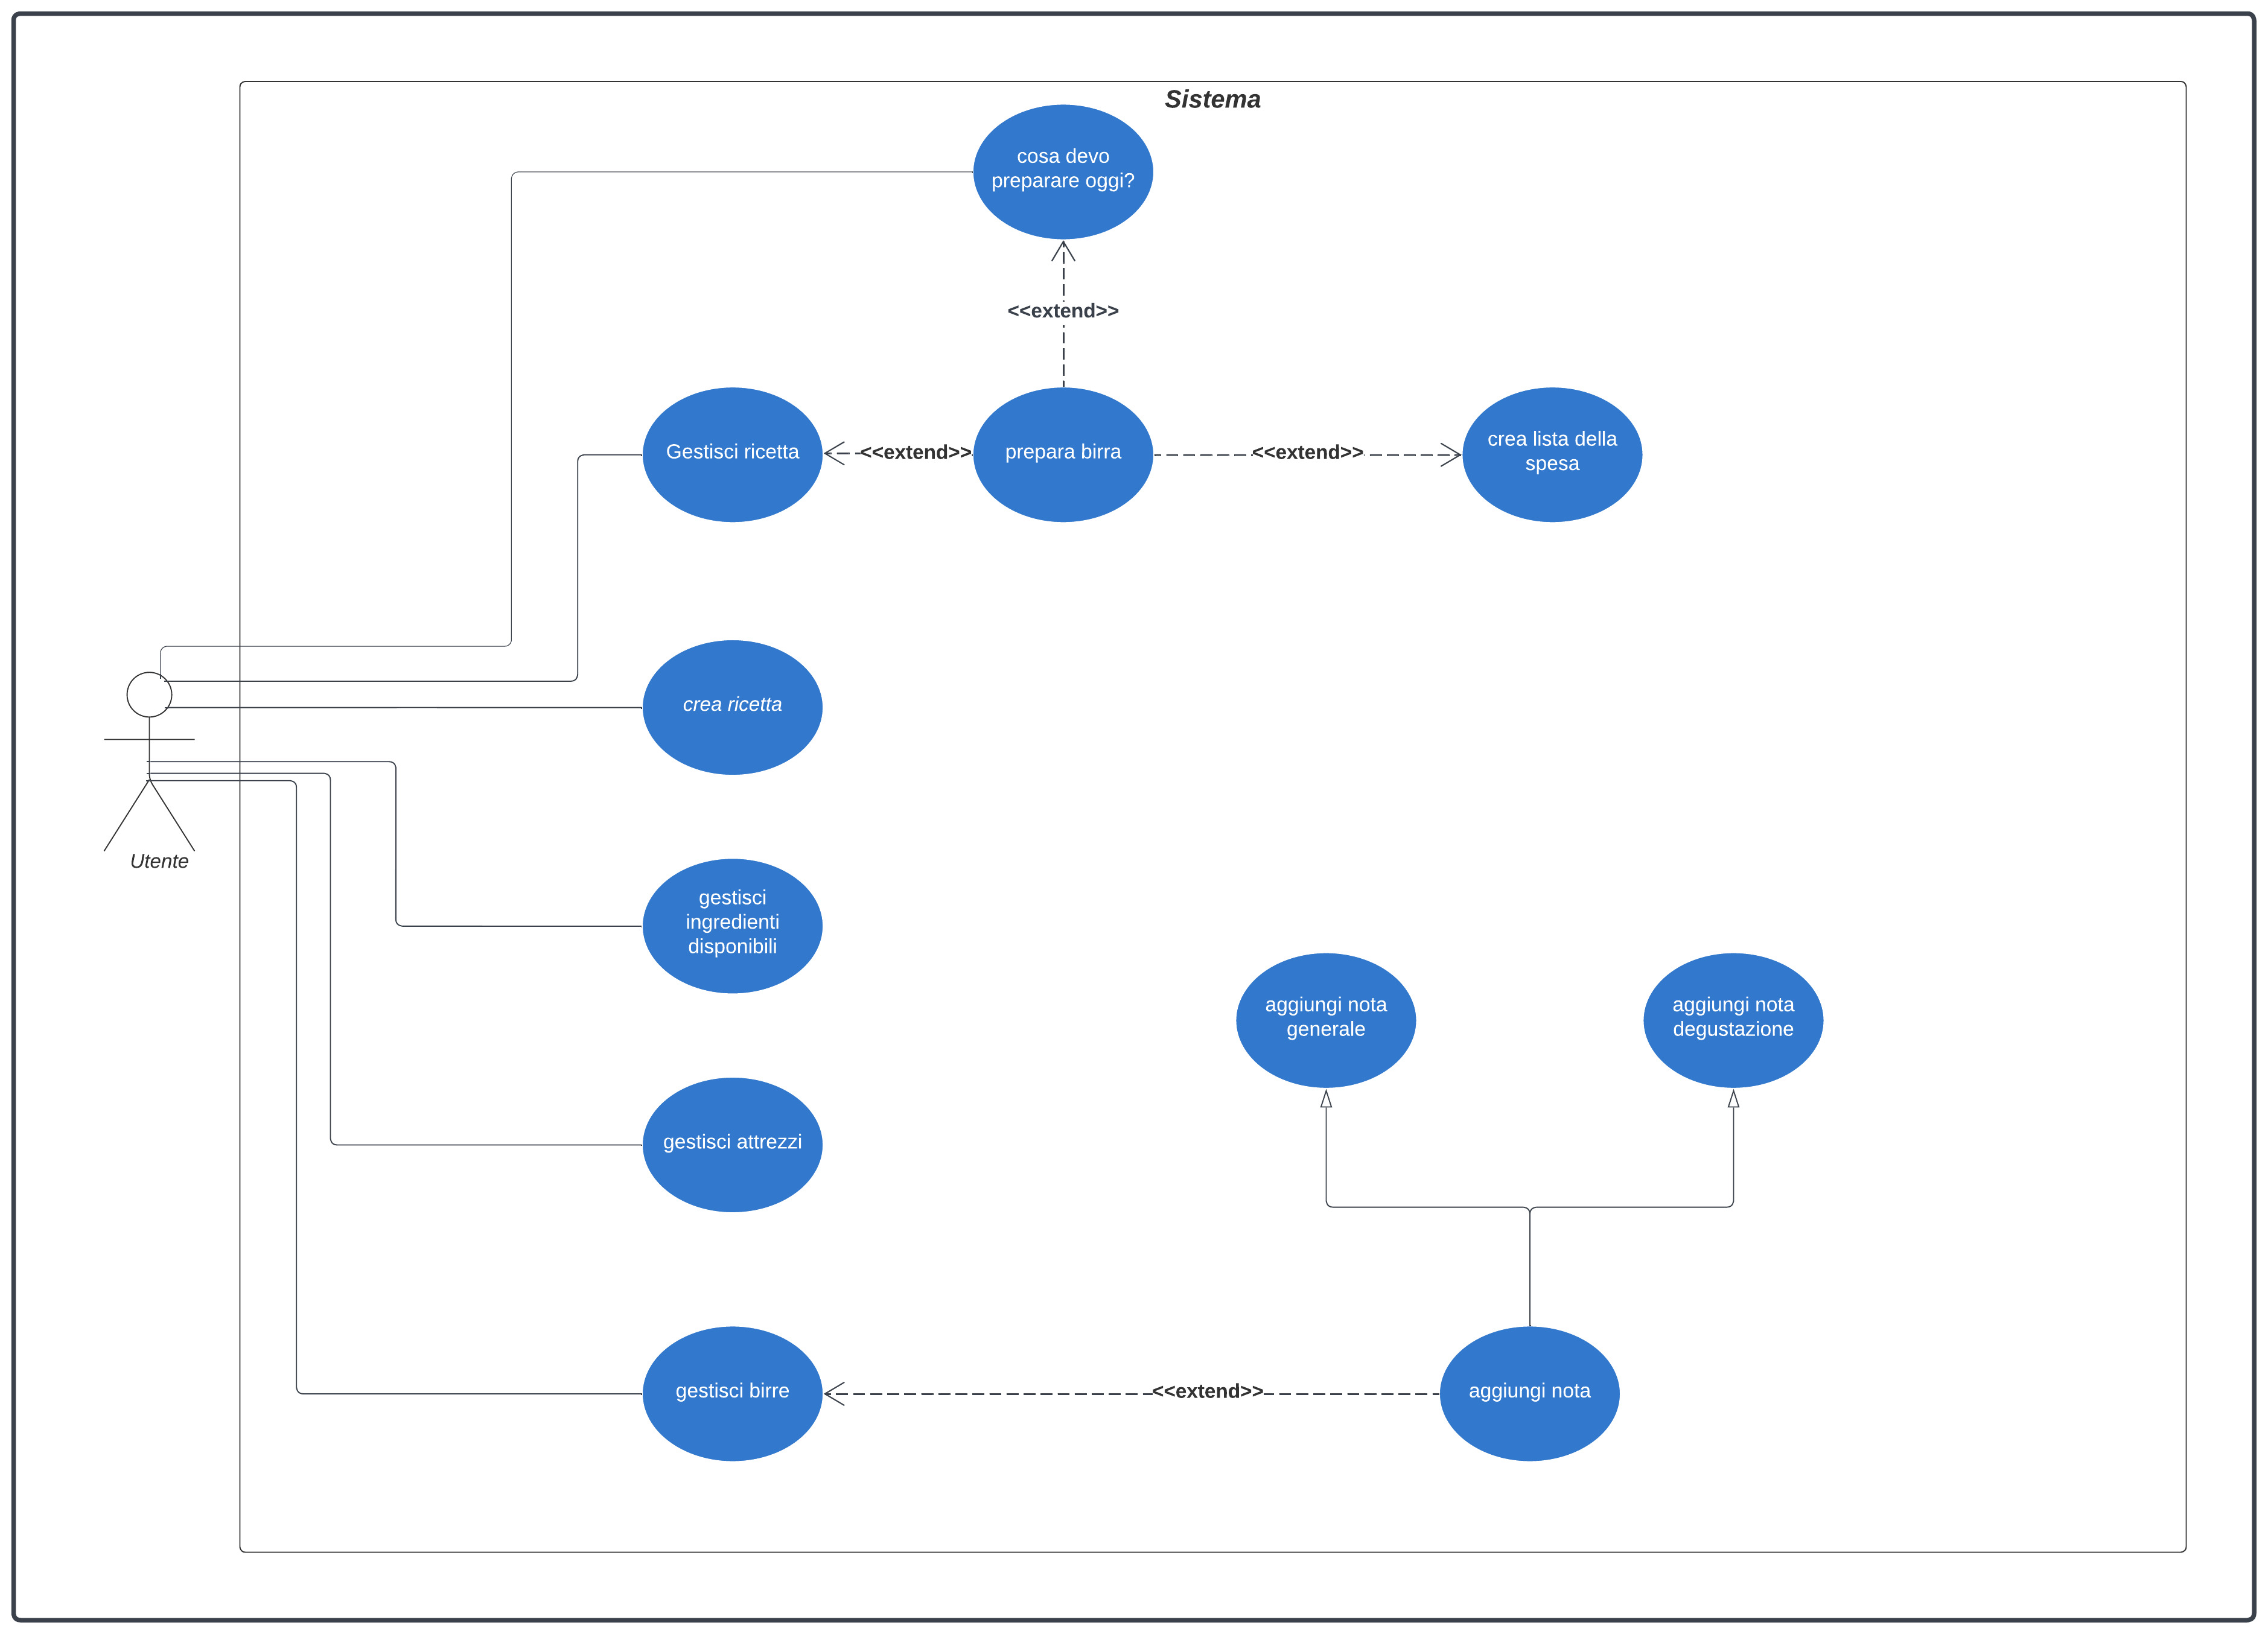 Sistema
cosa devo
preparare oggi?
<<extend>>
Gestisci ricetta
<<extend>>
prepara birra
<<extend>>
crea lista della
spesa
crea ricetta
Utente
gestisci
ingredienti
disponibili
aggiungi nota
generale
aggiungi nota
degustazione
gestisci attrezzi
gestisci birre
<<extend>>
aggiungi nota